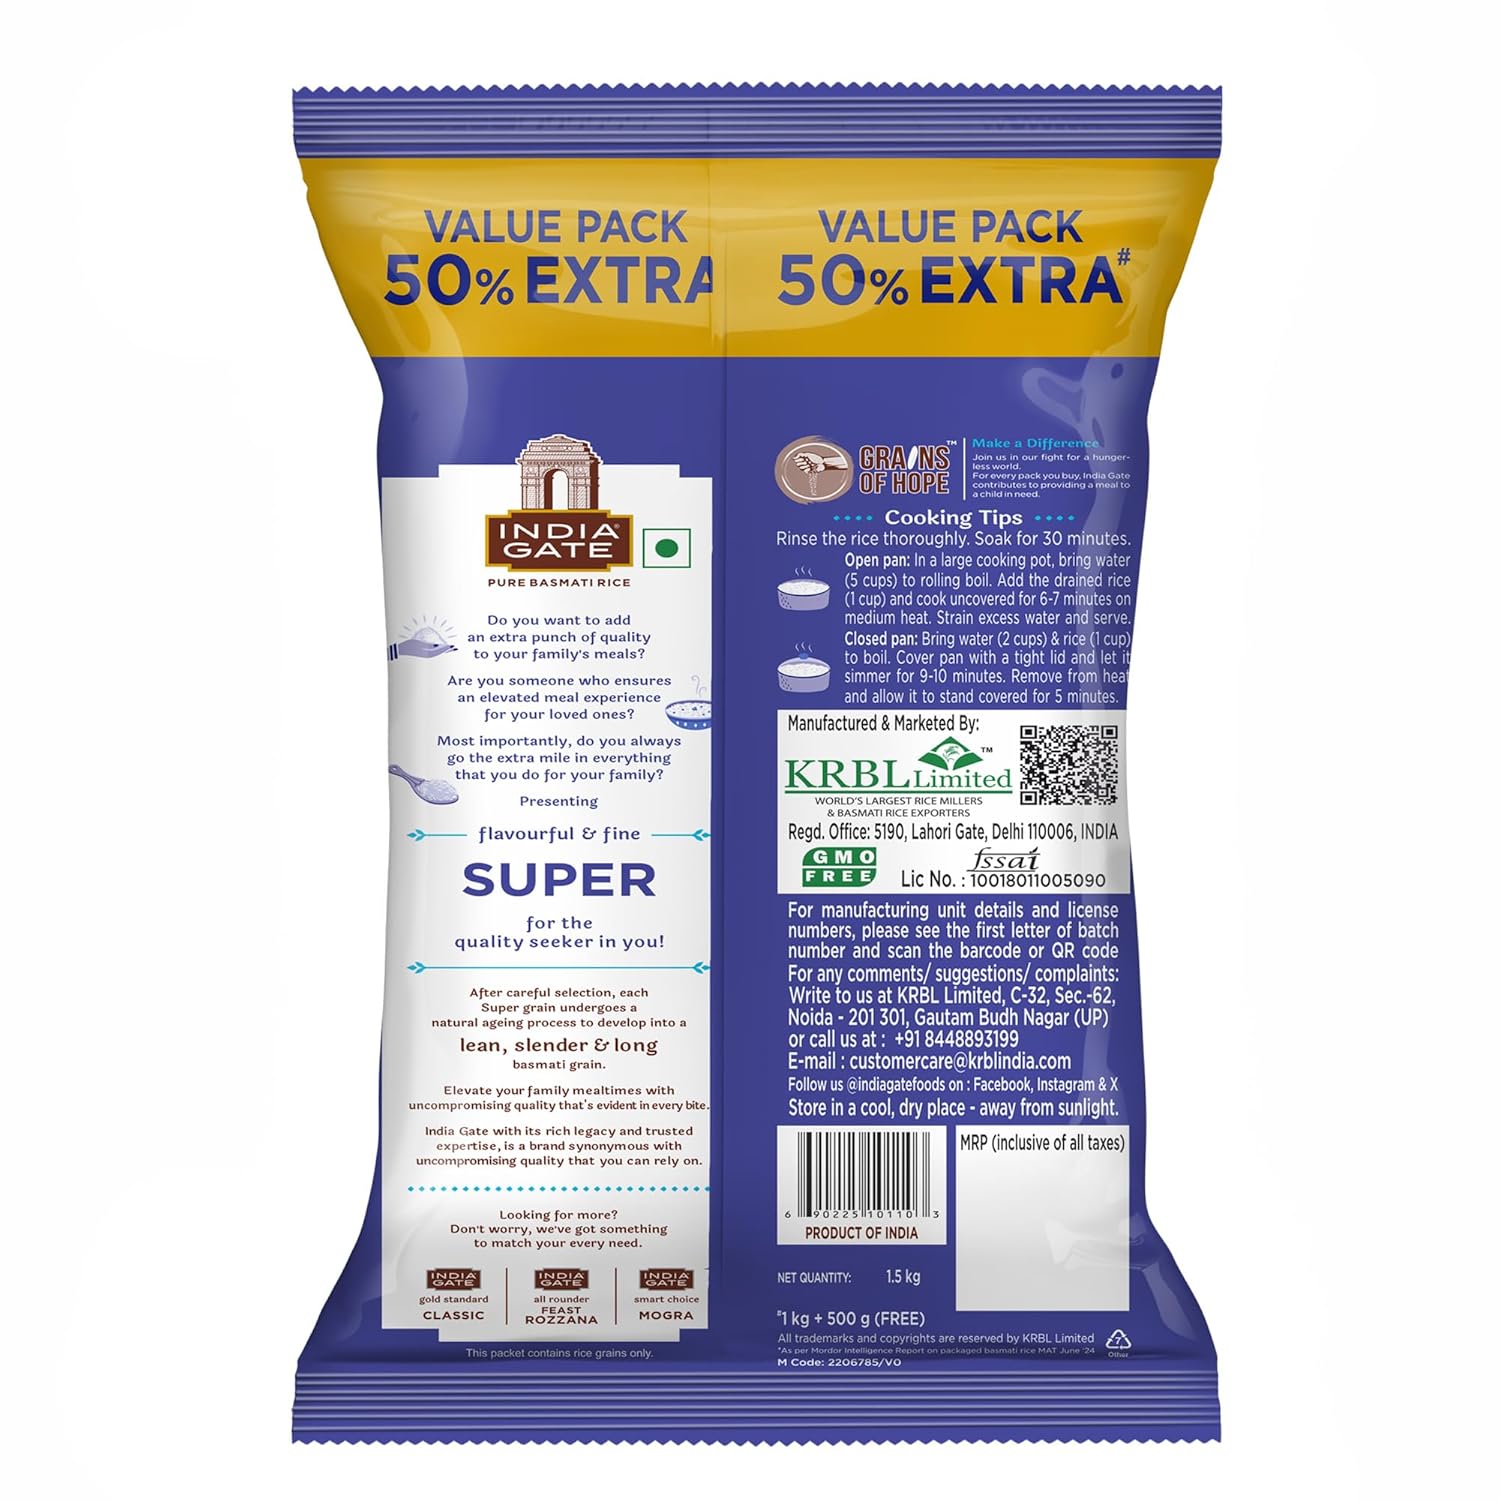 VALUE PACK
50% EXTRA
VALUE PACK
50% EXTRA#
INDIA®
GATE
PURE BASMATI RICE
Do you want to add
an extra punch of quality
to your family's meals?
Are you someone who ensures
an elevated meal experience
for your loved ones?
Most importantly, do you always
go the extra mile in everything
that you do for your family?
Presenting
flavourful & fine
SUPER
for the
quality seeker in you!
After careful selection, each
Super grain undergoes a
natural ageing process to develop into a
lean, slender & long
basmati grain.
Elevate your family mealtimes with
uncompromising quality that's evident in every bite.
India Gate with its rich legacy and trusted
expertise, is a brand synonymous with
uncompromising quality that you can rely on.
Looking for more?
Don't worry, we've got something
to match your every need.
INDIA
GATE
gold standard
CLASSIC
INDIA
GATE
all rounder
FEAST
ROZZANA
INDIA
GATE
smart choice
MOGRA
This packet contains rice grains only.
GRAINS™
OF HOPE
Make a Difference
Join us in our fight for a hunger-
less world.
For every pack you buy, India Gate
contributes to providing a meal to
a child in need.
Cooking Tips
Rinse the rice thoroughly. Soak for 30 minutes.
Open pan: In a large cooking pot, bring water
(5 cups) to rolling boil. Add the drained rice
(1 cup) and cook uncovered for 6-7 minutes on
medium heat. Strain excess water and serve.
Closed pan: Bring water (2 cups) & rice (1 cup)
to boil. Cover pan with a tight lid and let it
simmer for 9-10 minutes. Remove from heat
and allow it to stand covered for 5 minutes.
Manufactured & Marketed By:
KRBL Limited™
WORLD'S LARGEST RICE MILLERS
& BASMATI RICE EXPORTERS
Regd. Office: 5190, Lahori Gate, Delhi 110006, INDIA
GMO
FREE
fssai
Lic No. : 10018011005090
For manufacturing unit details and license
numbers, please see the first letter of batch
number and scan the barcode or QR code
For any comments/ suggestions/ complaints:
Write to us at KRBL Limited, C-32, Sec.-62,
Noida - 201 301, Gautam Budh Nagar (UP)
or call us at : +91 8448893199
E-mail : customercare@krblindia.com
Follow us @indiagatefoods on : Facebook, Instagram & X
Store in a cool, dry place - away from sunlight.
6 90225 10110 3
PRODUCT OF INDIA
MRP (inclusive of all taxes)
NET QUANTITY: 1.5 kg
#1 kg + 500 g (FREE)
All trademarks and copyrights are reserved by KRBL Limited
*As per Mordor Intelligence Report on packaged basmati rice MAT June '24
M Code: 2206785/V0
7
Other